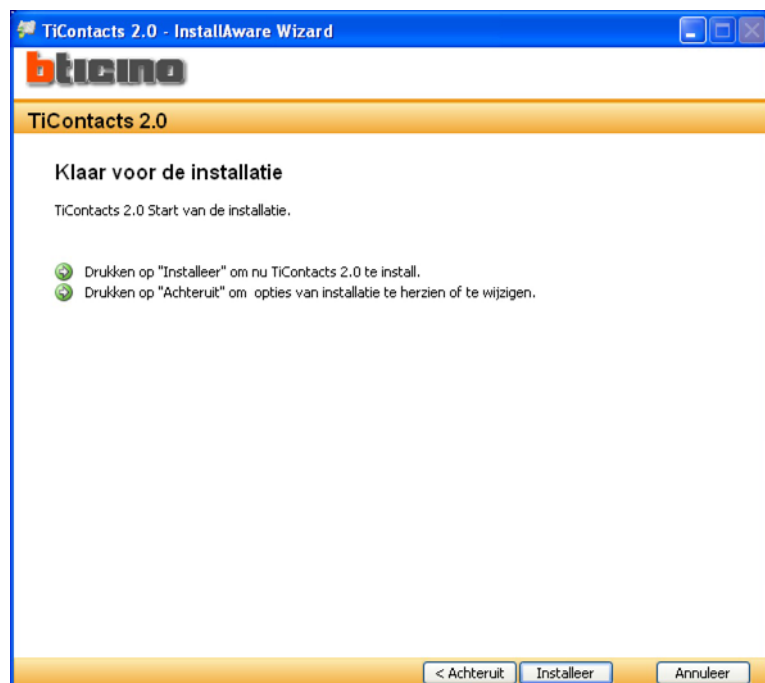 TiContacts 2.0 - InstallAware Wizard
bticino
TiContacts 2.0
Klaar voor de installatie
TiContacts 2.0 Start van de installatie.
Drukken op "Installeer" om nu TiContacts 2.0 te install.
Drukken op "Achteruit" om opties van installatie te herzien of te wijzigen.
< Achteruit Installeer Annuleer